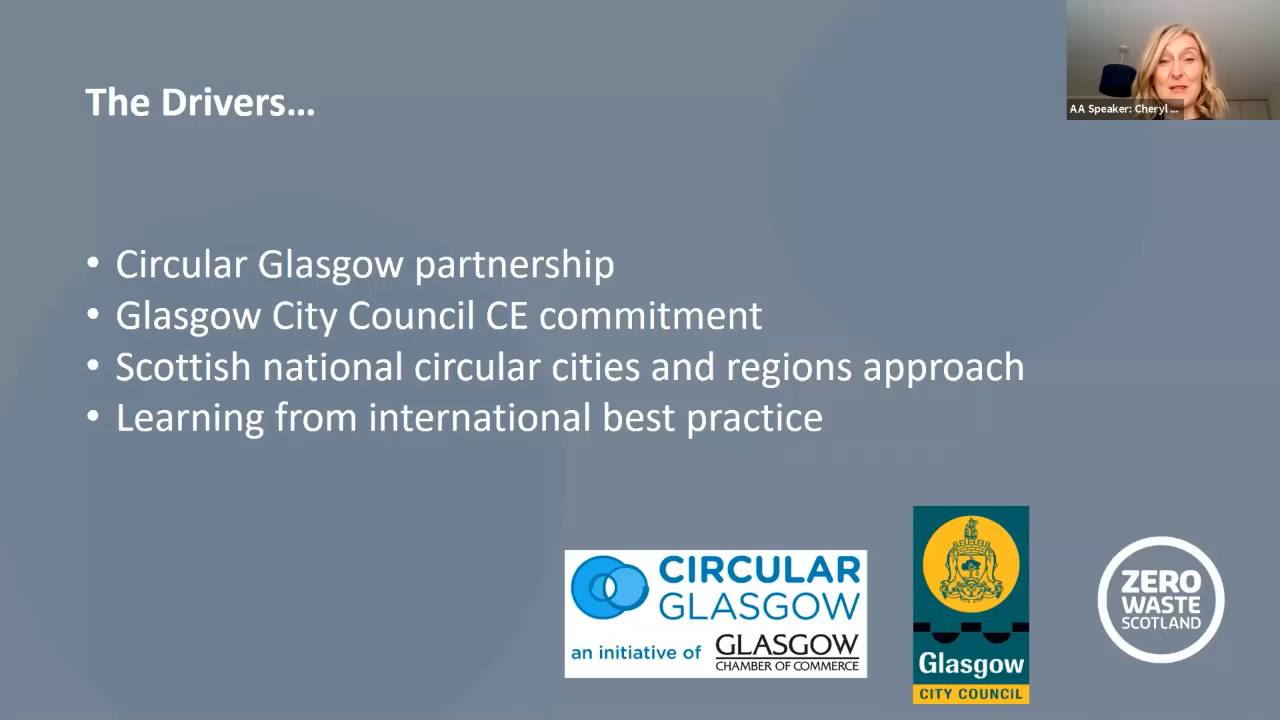 The Drivers...
AA Speaker: Cheryl ...
• Circular Glasgow partnership
• Glasgow City Council CE commitment
• Scottish national circular cities and regions approach
• Learning from international best practice
CIRCULAR
GLASGOW
an initiative of GLASGOW
CHAMBER OF COMMERCE
Glasgow
CITY COUNCIL
ZERO
WASTE
SCOTLAND